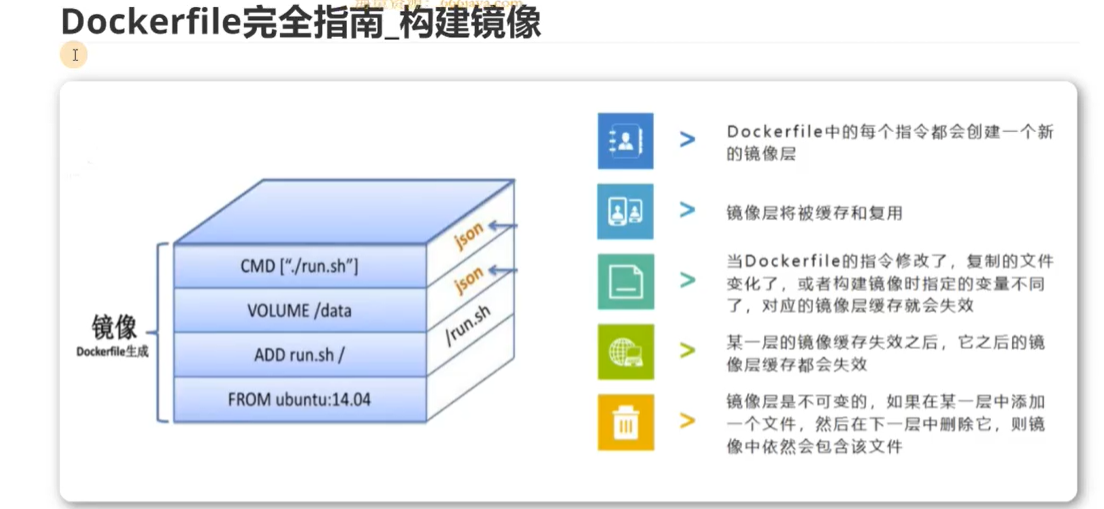 Dockerfile完全指南_构建镜像
CMD [“./run.sh”]
VOLUME /data
ADD run.sh /
FROM ubuntu:14.04
json
json
/run.sh
镜像
Dockerfile生成
Dockerfile中的每个指令都会创建一个新
的镜像层
镜像层将被缓存和复用
当Dockerfile的指令修改了，复制的文件
变化了，或者构建镜像时指定的变量不同
了，对应的镜像层缓存就会失效
某一层的镜像缓存失效之后，它之后的镜
像层缓存都会失效
镜像层是不可变的，如果在某一层中添加
一个文件，然后在下一层中删除它，则镜
像中依然会包含该文件